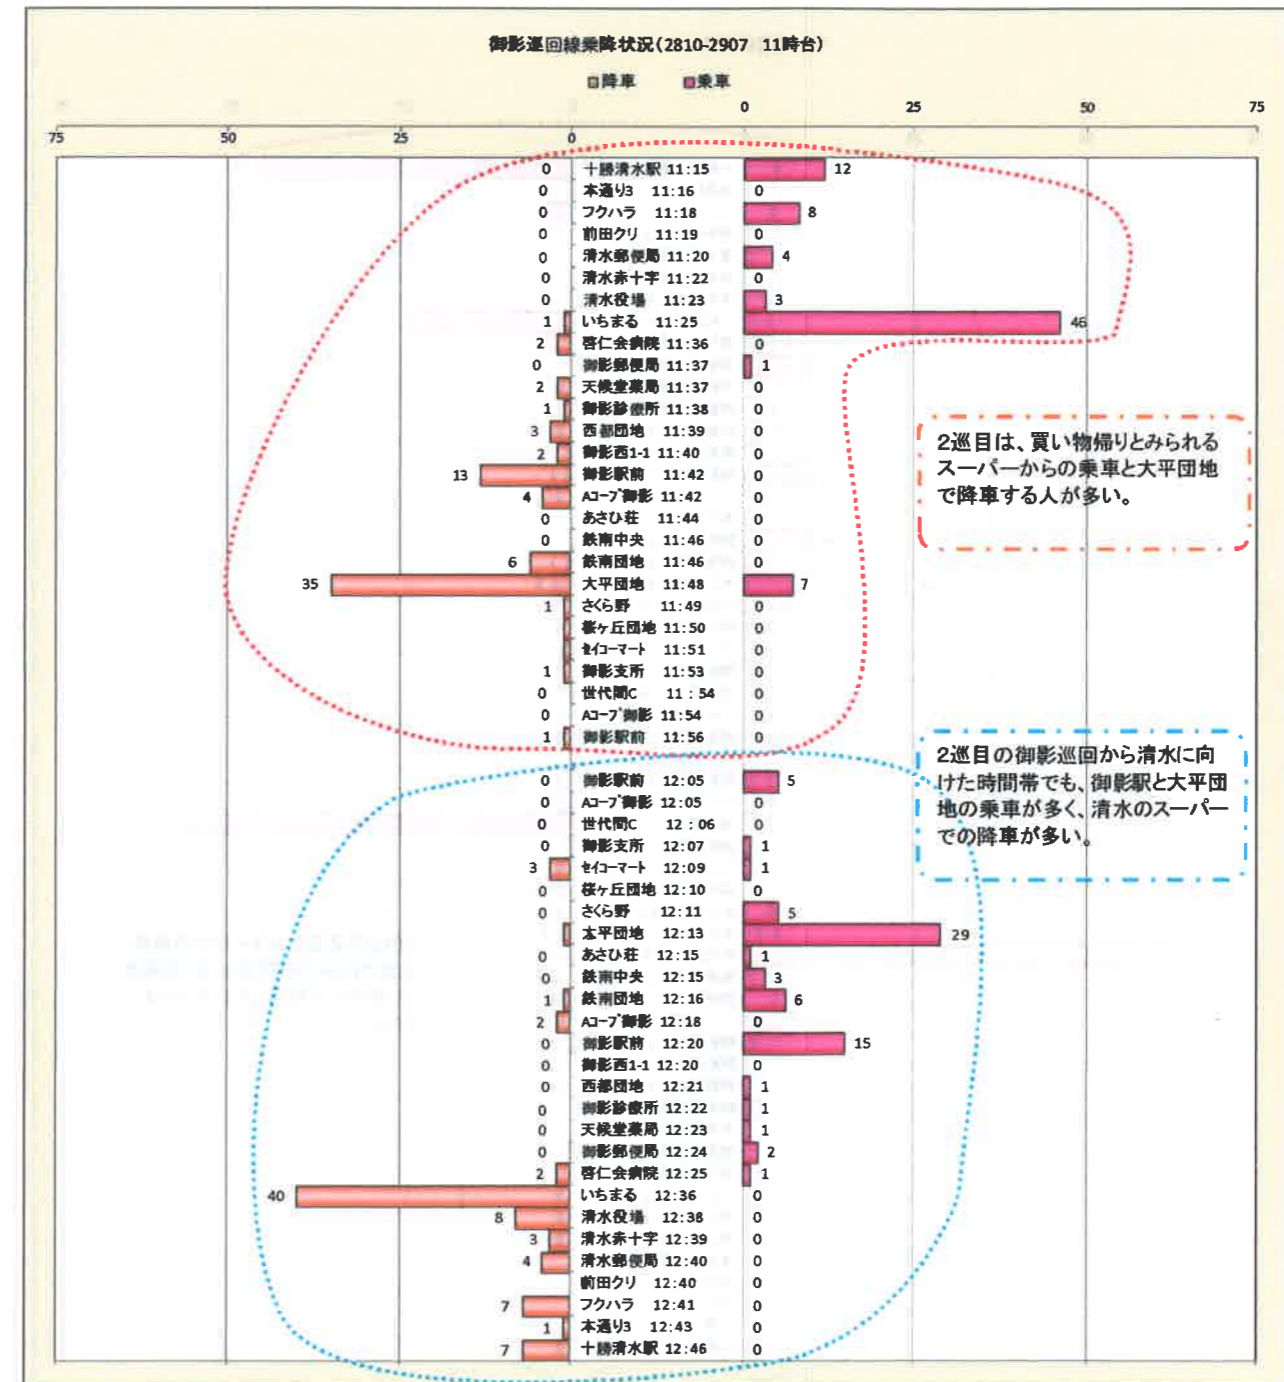 御影巡回線乗降状況(2810-2907 11時台)
降車 乗車
0 25 50 75
75 50 25 0
0 十勝清水駅 11:15 12
0 本通り3 11:16 0
0 フクハラ 11:18 8
0 前田クリ 11:19 0
0 清水郵便局 11:20 4
0 清水赤十字 11:22 0
0 清水役場 11:23 3
1 いちまる 11:25 46
2 啓仁会病院 11:36 0
0 御影郵便局 11:37 1
2 天候堂薬局 11:37 0
1 御影診療所 11:38 0
3 西都団地 11:39 0
2 御影西1-1 11:40 0
13 御影駅前 11:42 0
4 Aコープ御影 11:42 0
0 あさひ荘 11:44 0
0 鉄南中央 11:46 0
6 鉄南団地 11:46 0
35 大平団地 11:48 7
1 さくら野 11:49 0
桜ヶ丘団地 11:50 0
セイコーマート 11:51 0
1 御影支所 11:53 0
0 世代間C 11:54 0
0 Aコープ御影 11:54 0
1 御影駅前 11:56 0
0 御影駅前 12:05 5
0 Aコープ御影 12:05 0
0 世代間C 12:06 0
0 御影支所 12:07 1
3 セイコーマート 12:09 1
0 桜ヶ丘団地 12:10 0
0 さくら野 12:11 5
太平団地 12:13 29
0 あさひ荘 12:15 1
0 鉄南中央 12:15 3
1 鉄南団地 12:16 6
2 Aコープ御影 12:18 0
0 御影駅前 12:20 15
0 御影西1-1 12:20 0
0 西都団地 12:21 1
0 御影診療所 12:22 1
0 天候堂薬局 12:23 1
0 御影郵便局 12:24 2
2 啓仁会病院 12:25 1
40 いちまる 12:36 0
8 清水役場 12:38 0
3 清水赤十字 12:39 0
4 清水郵便局 12:40 0
前田クリ 12:40 0
7 フクハラ 12:41 0
1 本通り3 12:43 0
7 十勝清水駅 12:46 0
2巡目は、買い物帰りとみられる
スーパーからの乗車と大平団地
で降車する人が多い。
2巡目の御影巡回から清水に向
けた時間帯でも、御影駅と大平団
地の乗車が多く、清水のスーパー
での降車が多い。